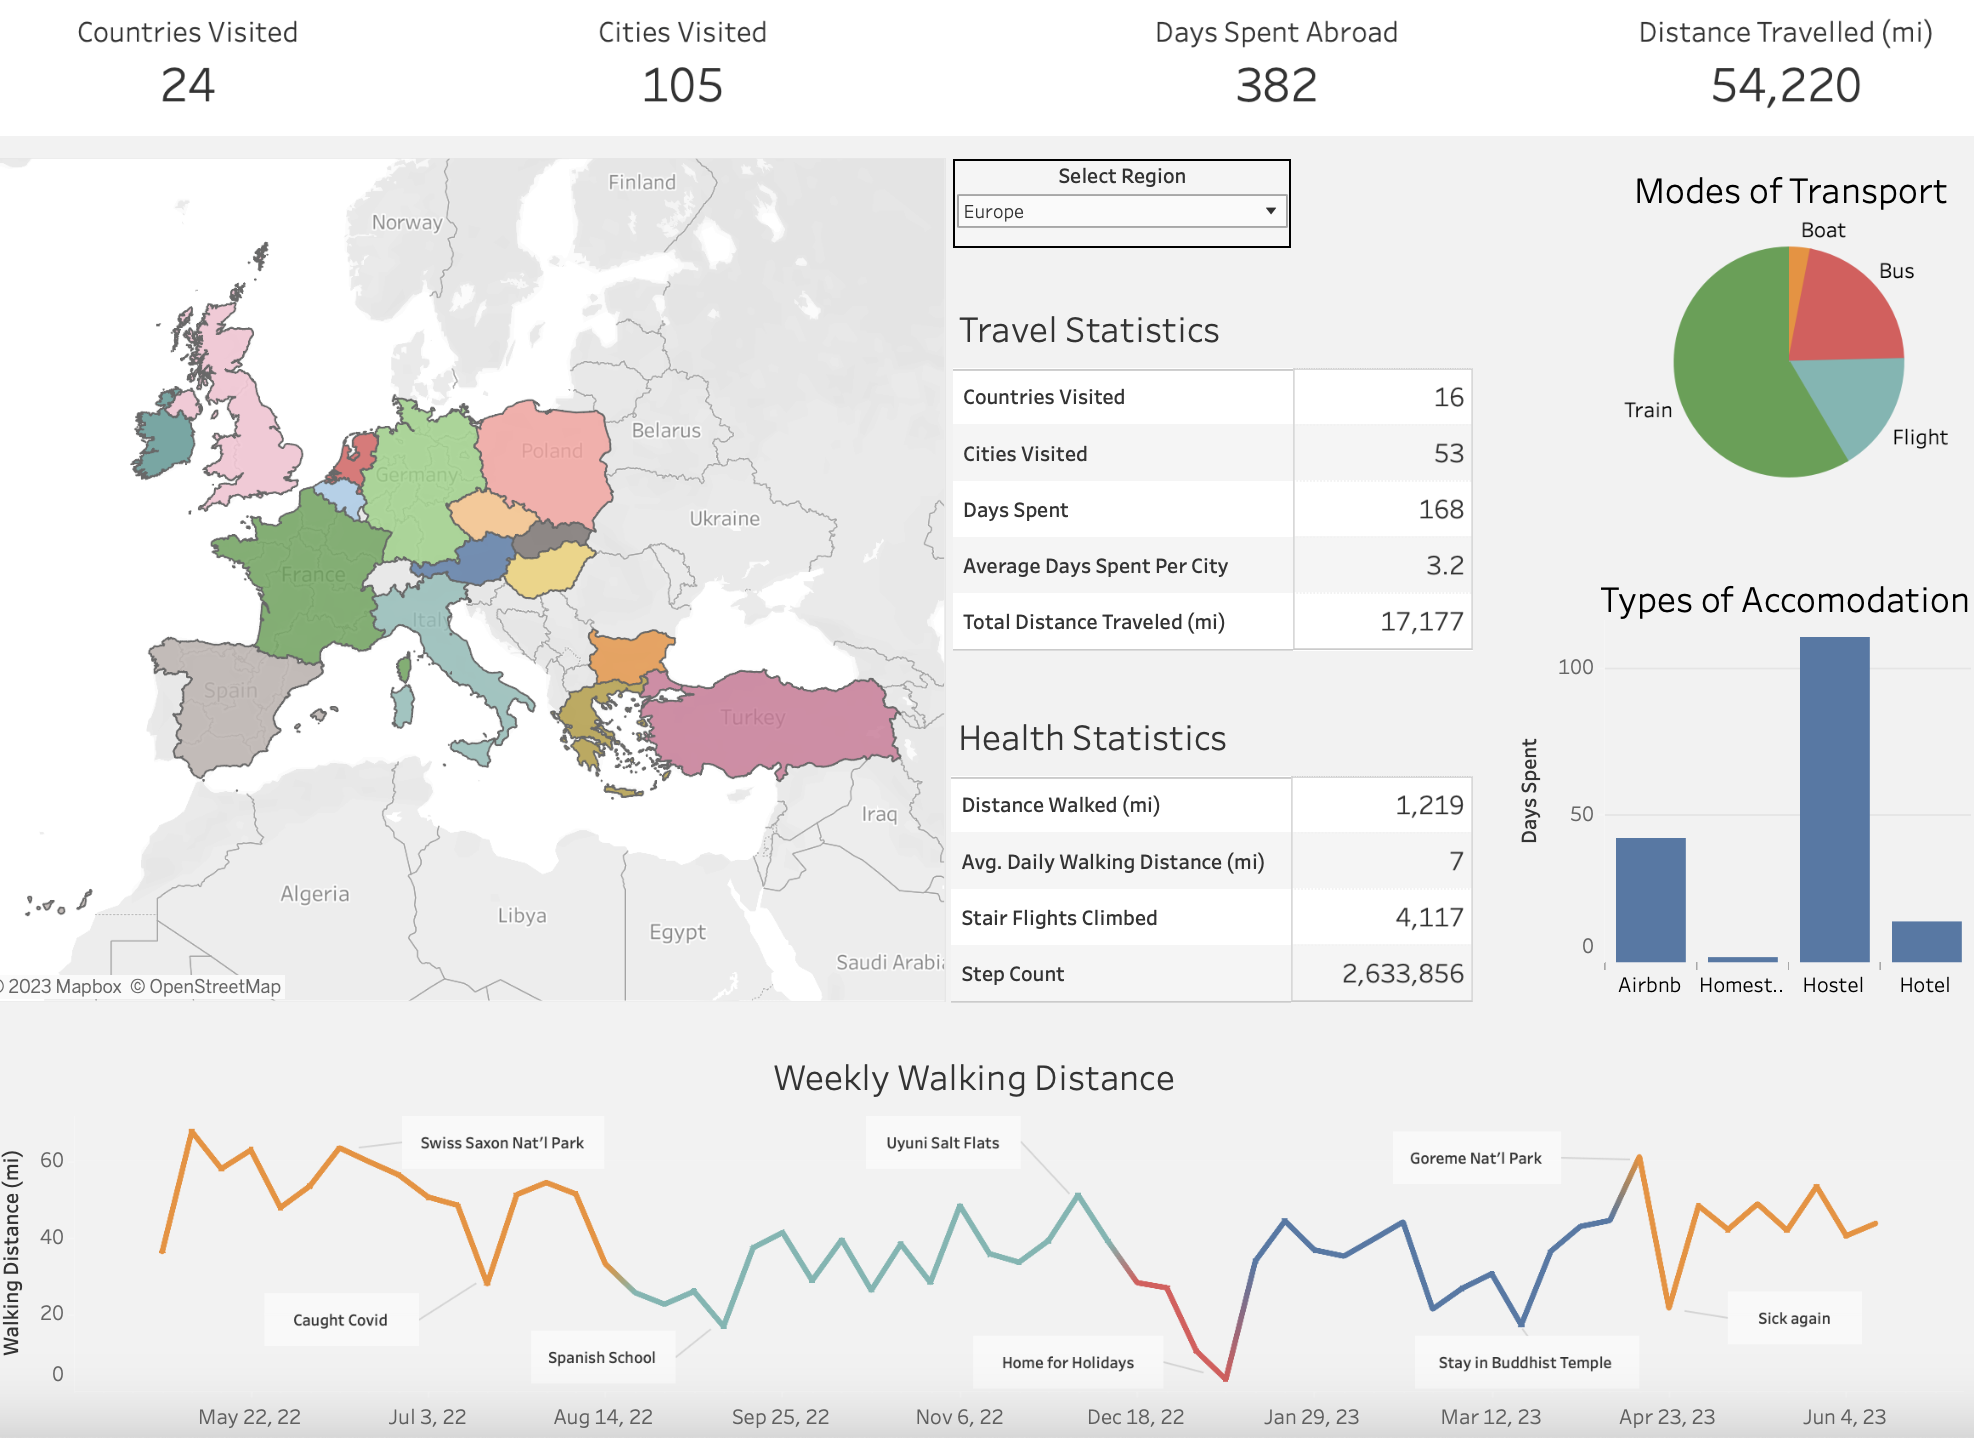 Countries Visited
24
Cities Visited
105
Days Spent Abroad
382
Distance Travelled (mi)
54,220
Finland
Norway
Belarus
Poland
Germany
Ukraine
France
Italy
Spain
Turkey
Iraq
Algeria
Libya
Egypt
Saudi Arabi
© 2023 Mapbox © OpenStreetMap
Select Region
Europe
Travel Statistics
Countries Visited 16
Cities Visited 53
Days Spent 168
Average Days Spent Per City 3.2
Total Distance Traveled (mi) 17,177
Health Statistics
Distance Walked (mi) 1,219
Avg. Daily Walking Distance (mi) 7
Stair Flights Climbed 4,117
Step Count 2,633,856
Modes of Transport
Boat
Bus
Train
Flight
Types of Accomodation
Days Spent
100
50
0
Airbnb Homest.. Hostel Hotel
Weekly Walking Distance
Walking Distance (mi)
60
40
20
0
Swiss Saxon Nat'l Park
Uyuni Salt Flats
Goreme Nat'l Park
Caught Covid
Spanish School
Home for Holidays
Stay in Buddhist Temple
Sick again
May 22, 22 Jul 3, 22 Aug 14, 22 Sep 25, 22 Nov 6, 22 Dec 18, 22 Jan 29, 23 Mar 12, 23 Apr 23, 23 Jun 4, 23